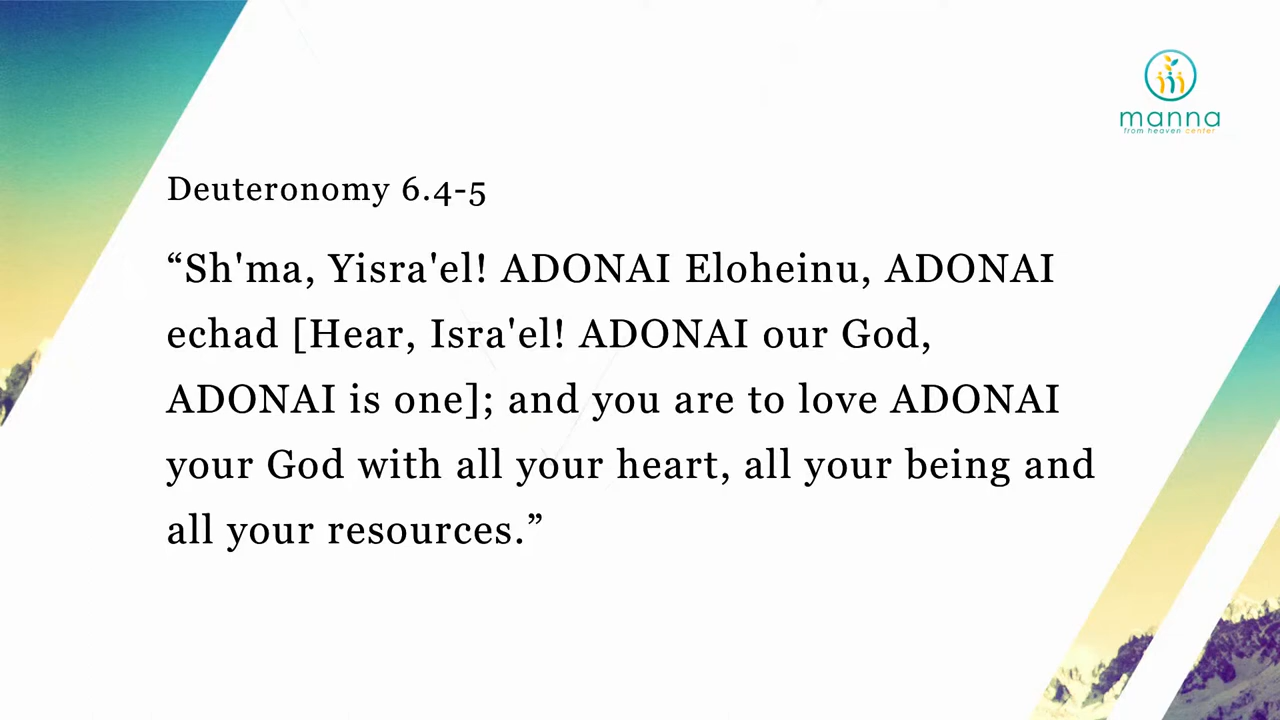 manna
from heaven center
Deuteronomy 6.4-5
“Sh'ma, Yisra'el! ADONAI Eloheinu, ADONAI
echad [Hear, Isra'el! ADONAI our God,
ADONAI is one]; and you are to love ADONAI
your God with all your heart, all your being and
all your resources.”